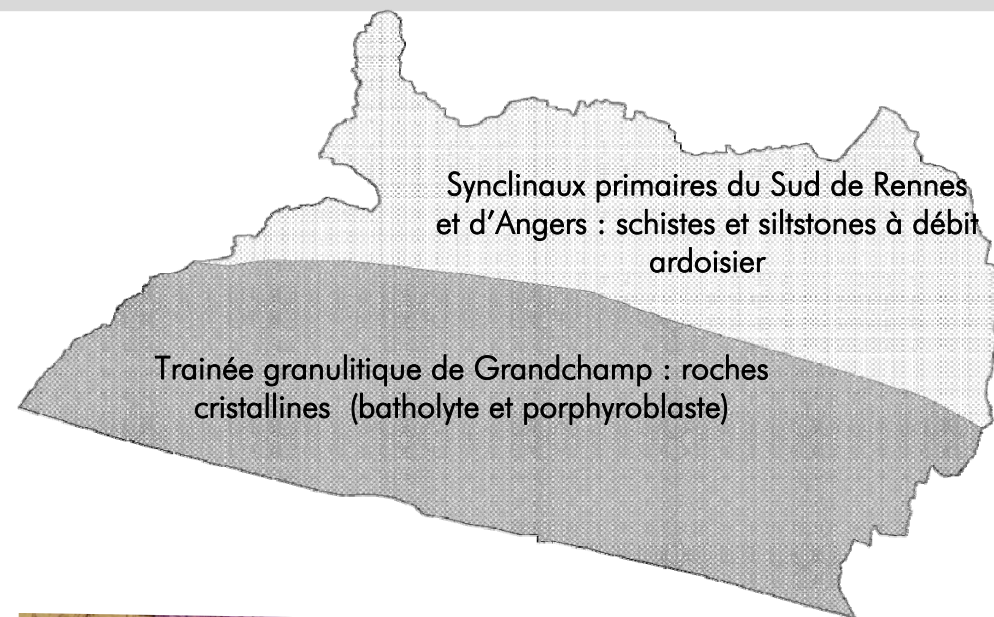 Synclinaux primaires du Sud de Rennes
et d'Angers : schistes et siltstones à débit
ardoisier
Trainée granulitique de Grandchamp : roches
cristallines  (batholyte et porphyroblaste)